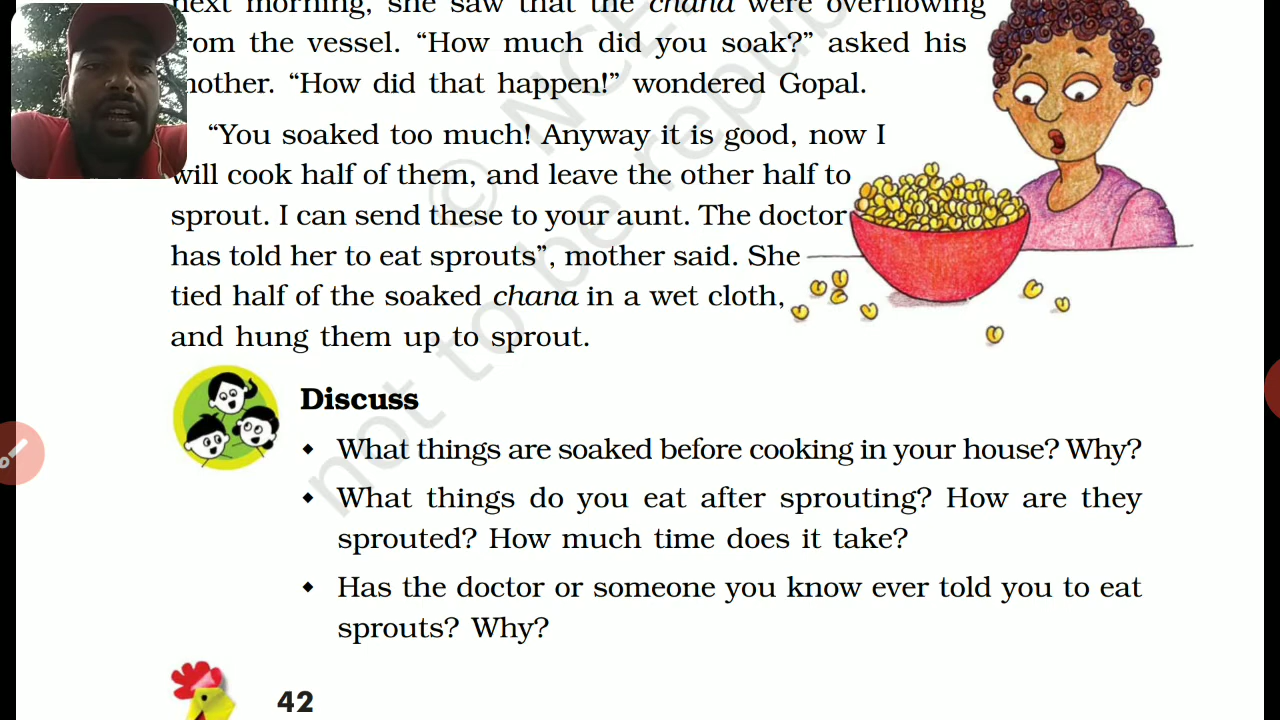 next morning, she saw that the chana were overflowing
from the vessel. “How much did you soak?” asked his
mother. “How did that happen!” wondered Gopal.
“You soaked too much! Anyway it is good, now I
will cook half of them, and leave the other half to
sprout. I can send these to your aunt. The doctor
has told her to eat sprouts”, mother said. She
tied half of the soaked chana in a wet cloth,
and hung them up to sprout.
Discuss
⬥ What things are soaked before cooking in your house? Why?
⬥ What things do you eat after sprouting? How are they
sprouted? How much time does it take?
⬥ Has the doctor or someone you know ever told you to eat
sprouts? Why?
42
© NCE
not to be repub